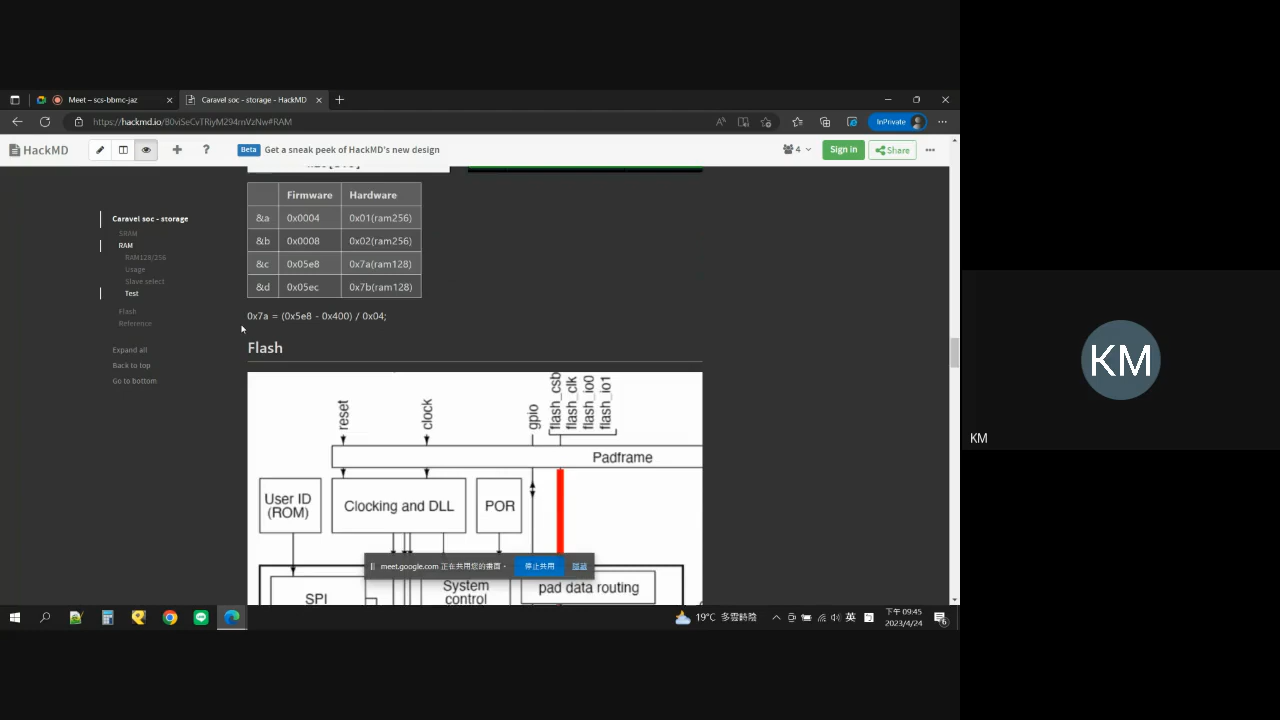 Meet – scs-bbmc-jaz
Caravel soc - storage - HackMD
https://hackmd.io/80viSeCvTRiyM294rnVzNw#RAM
InPrivate
HackMD
Beta Get a sneak peek of HackMD's new design
4
Sign in
Share
Caravel soc - storage
SRAM
RAM
RAM128/256
Usage
Slave select
Test
Flash
Reference
Expall all
Back to top
Go to bottom
Firmware Hardware
&a 0x0004 0x01(ram256)
&b 0x0008 0x02(ram256)
&c 0x05e8 0x7a(ram128)
&d 0x05ec 0x7b(ram128)
0x7a = (0x5e8 - 0x400) / 0x04;
Flash
reset
clock
gpio
flash_csb
flash_clk
flash_io0
flash_io1
Padframe
User ID
(ROM)
Clocking and DLL
POR
SPI
System
control
pad data routing
meet.google.com 正在共用您的畫面。
停止共用
隱藏
19°C 多雲時陰
英
下午 09:45
2023/4/24
6
KM
KM